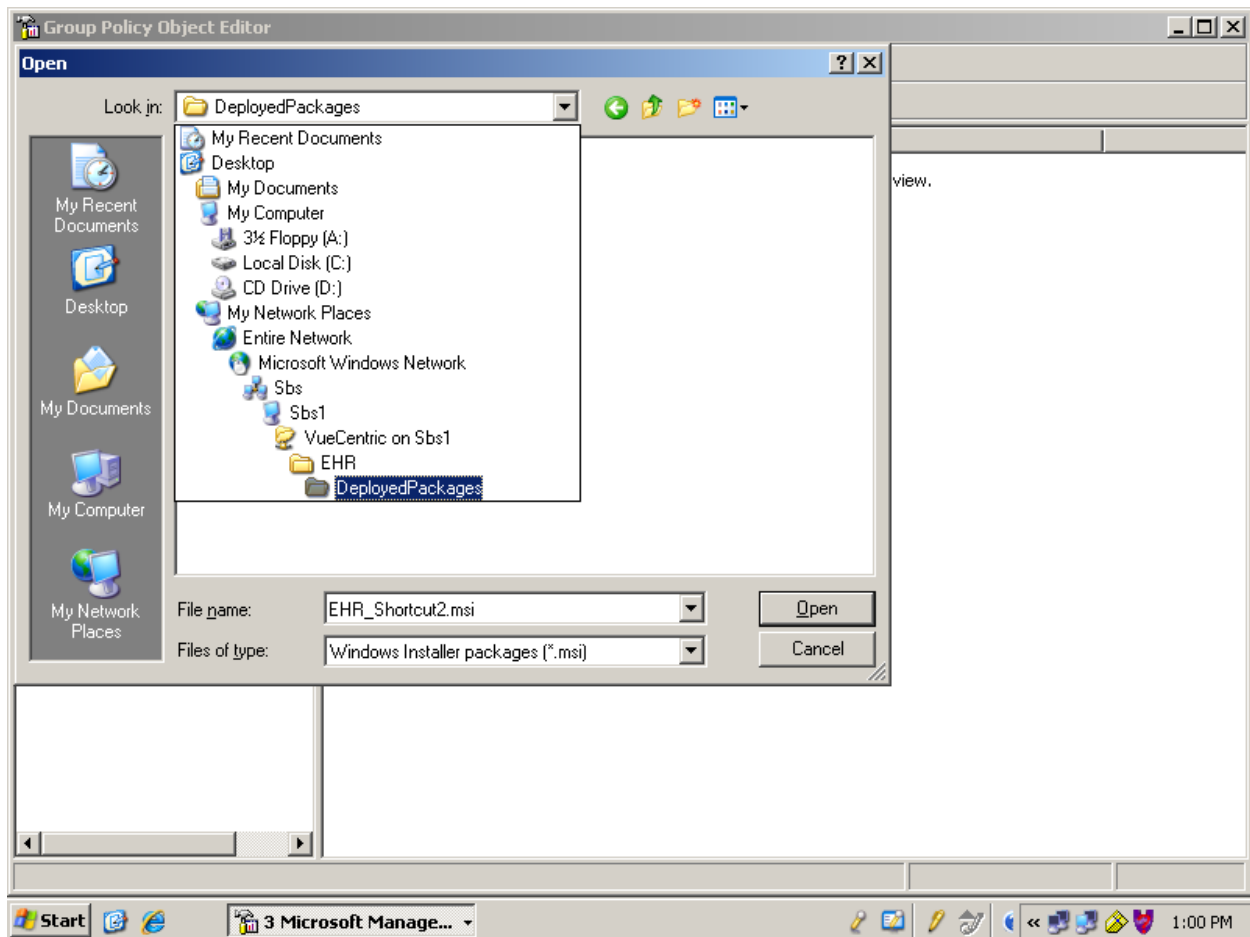 Group Policy Object Editor
Open
Look in:
DeployedPackages
My Recent Documents
Desktop
My Documents
My Computer
3½ Floppy (A:)
Local Disk (C:)
CD Drive (D:)
My Network Places
Entire Network
Microsoft Windows Network
Sbs
Sbs1
VueCentric on Sbs1
EHR
DeployedPackages
My Recent
Documents
Desktop
My Documents
My Computer
My Network
Places
view.
File name:
EHR_Shortcut2.msi
Open
Files of type:
Windows Installer packages (*.msi)
Cancel
Start
3 Microsoft Manage...
1:00 PM